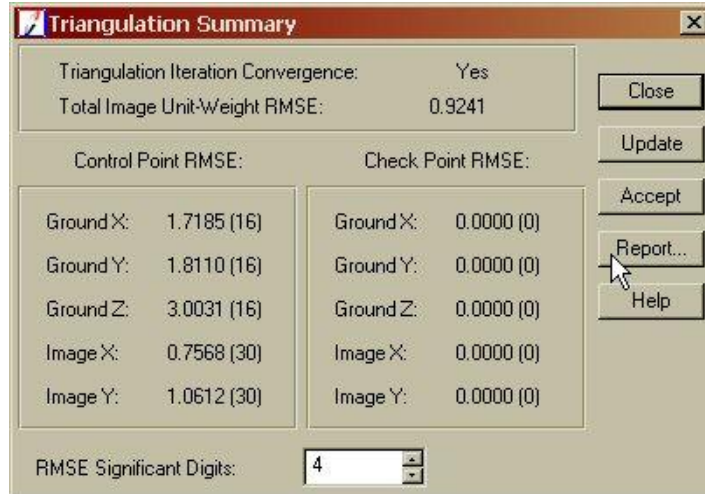 Triangulation Summary
Triangulation Iteration Convergence: Yes
Total Image Unit-Weight RMSE: 0.9241
Control Point RMSE:
Ground X: 1.7185 (16)
Ground Y: 1.8110 (16)
Ground Z: 3.0031 (16)
Image X: 0.7568 (30)
Image Y: 1.0612 (30)
Check Point RMSE:
Ground X: 0.0000 (0)
Ground Y: 0.0000 (0)
Ground Z: 0.0000 (0)
Image X: 0.0000 (0)
Image Y: 0.0000 (0)
RMSE Significant Digits: 4
Close
Update
Accept
Report...
Help